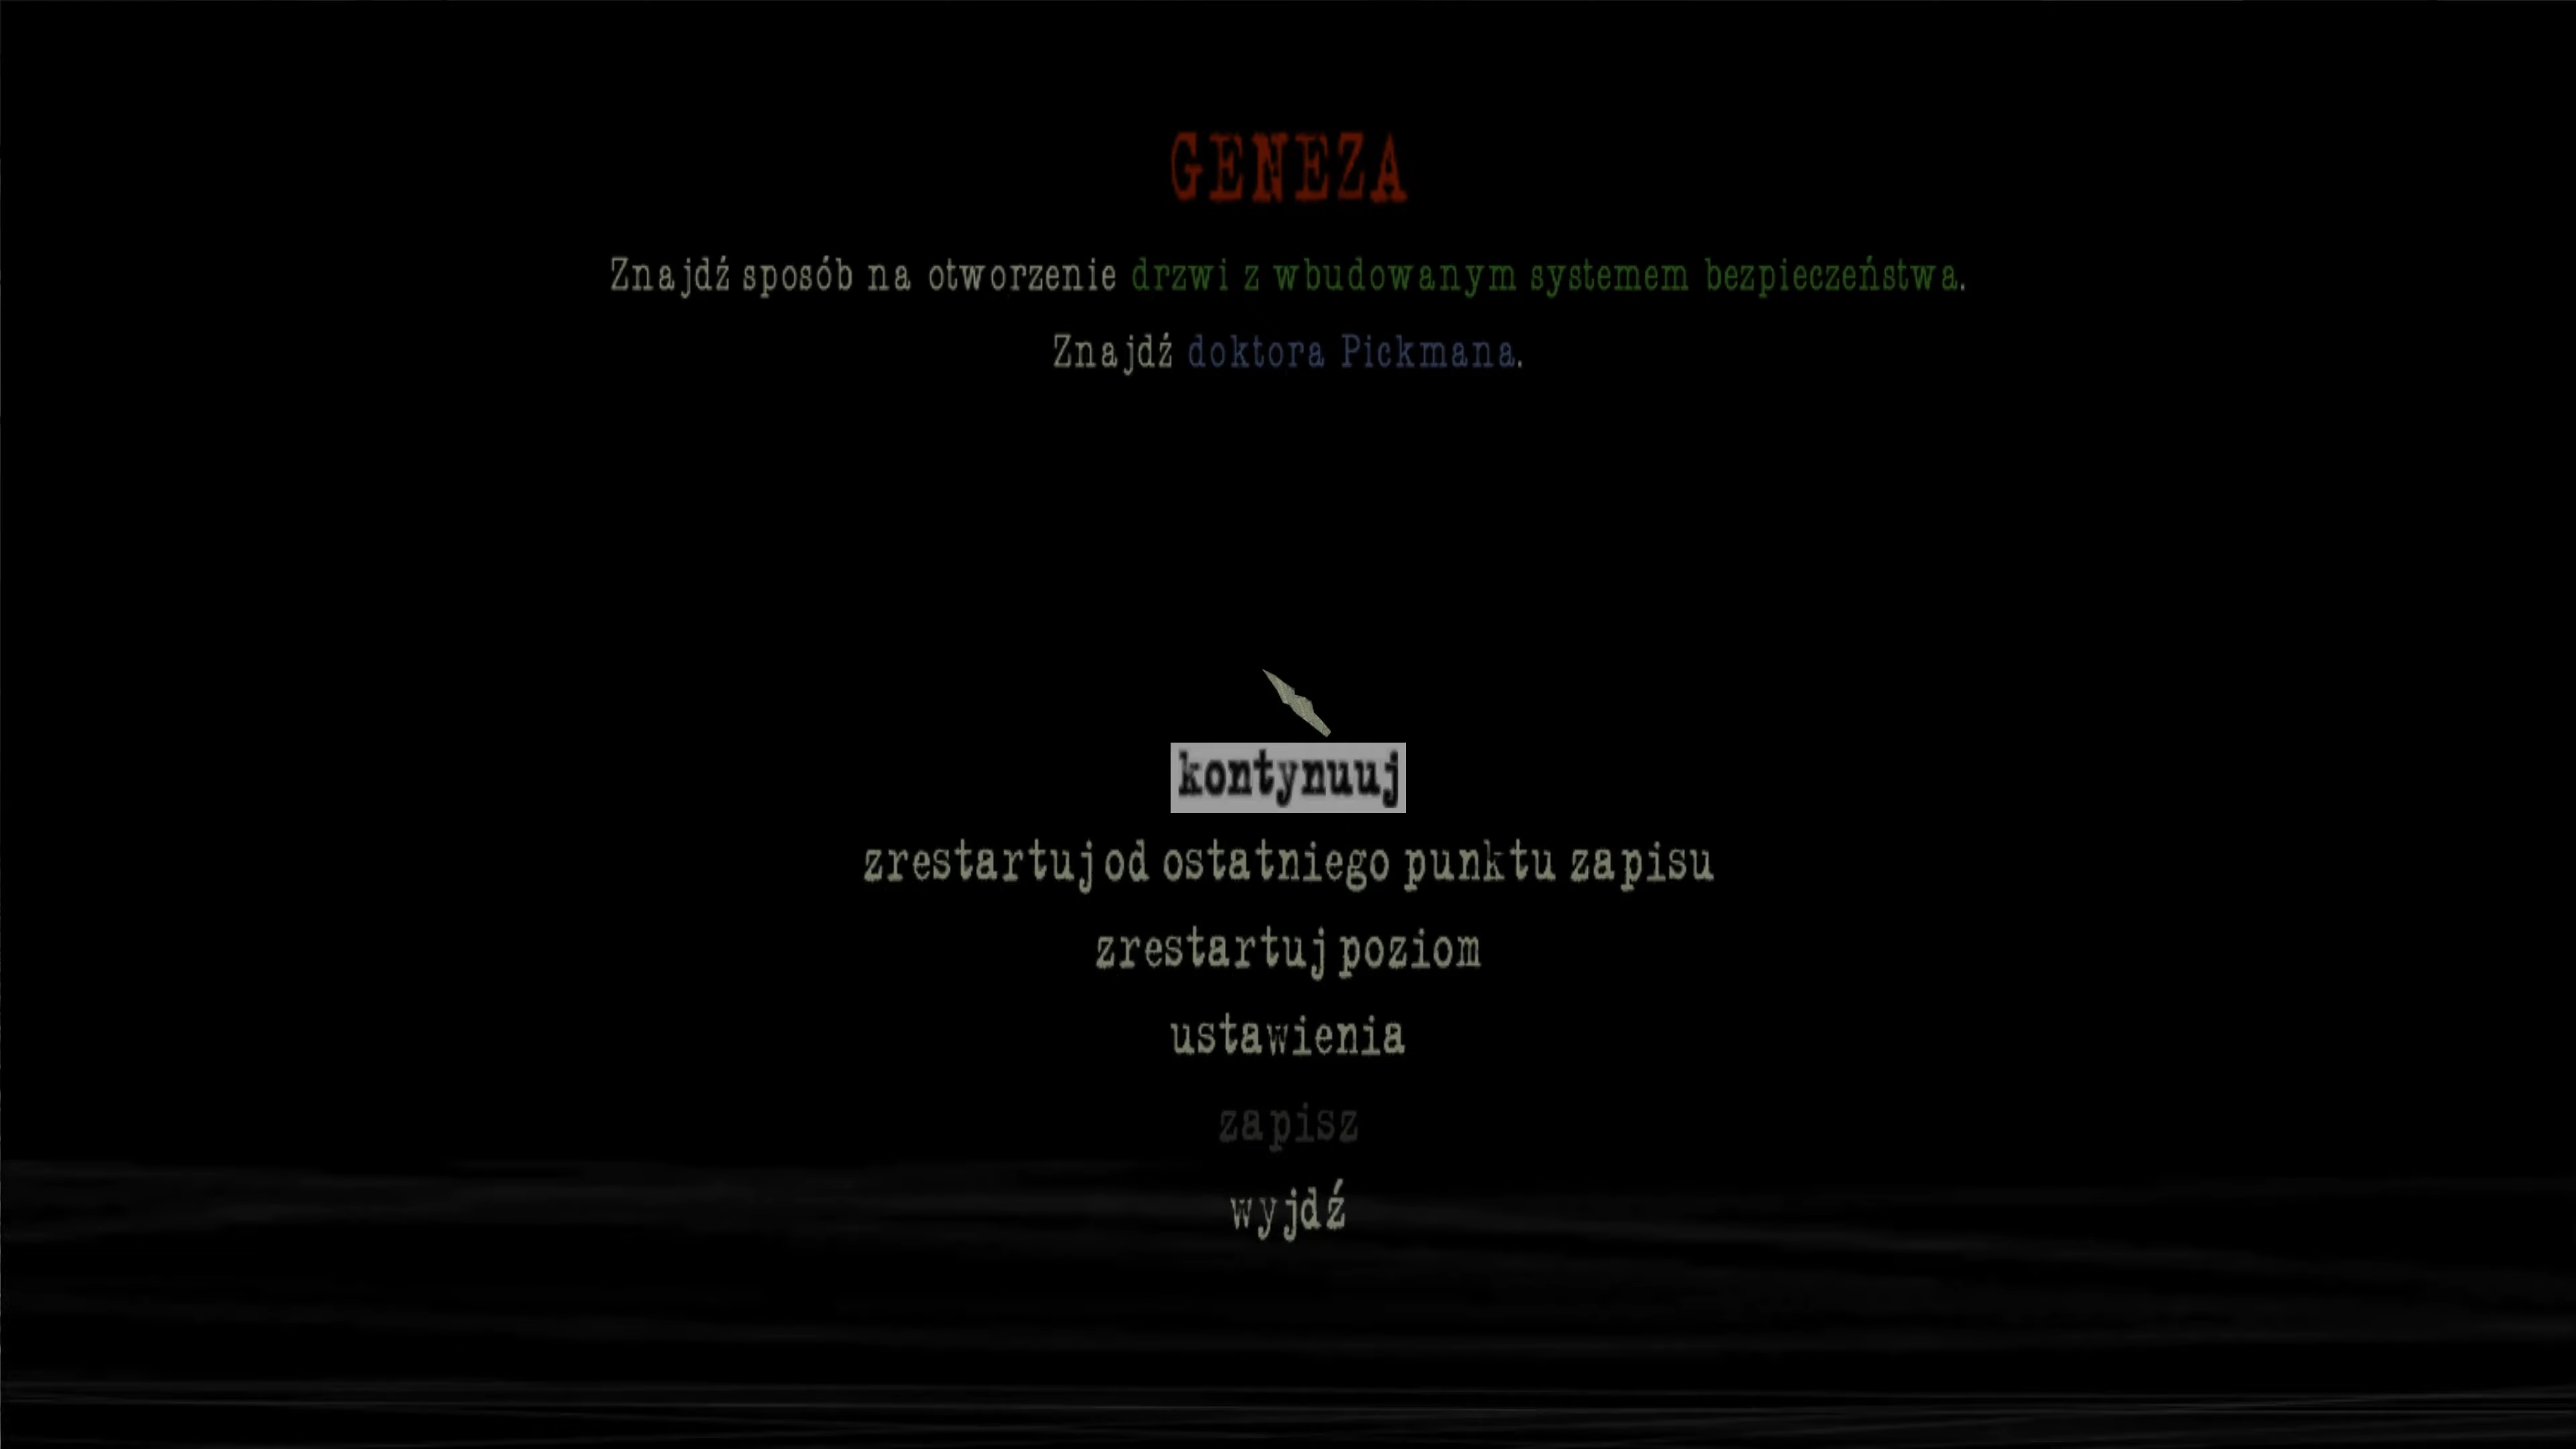 GENEZA
Znajdź sposób na otworzenie drzwi z wbudowanym systemem bezpieczeństwa.
Znajdź doktora Pickmana.
kontynuuj
zrestartuj od ostatniego punktu zapisu
zrestartuj poziom
ustawienia
zapisz
wyjdź